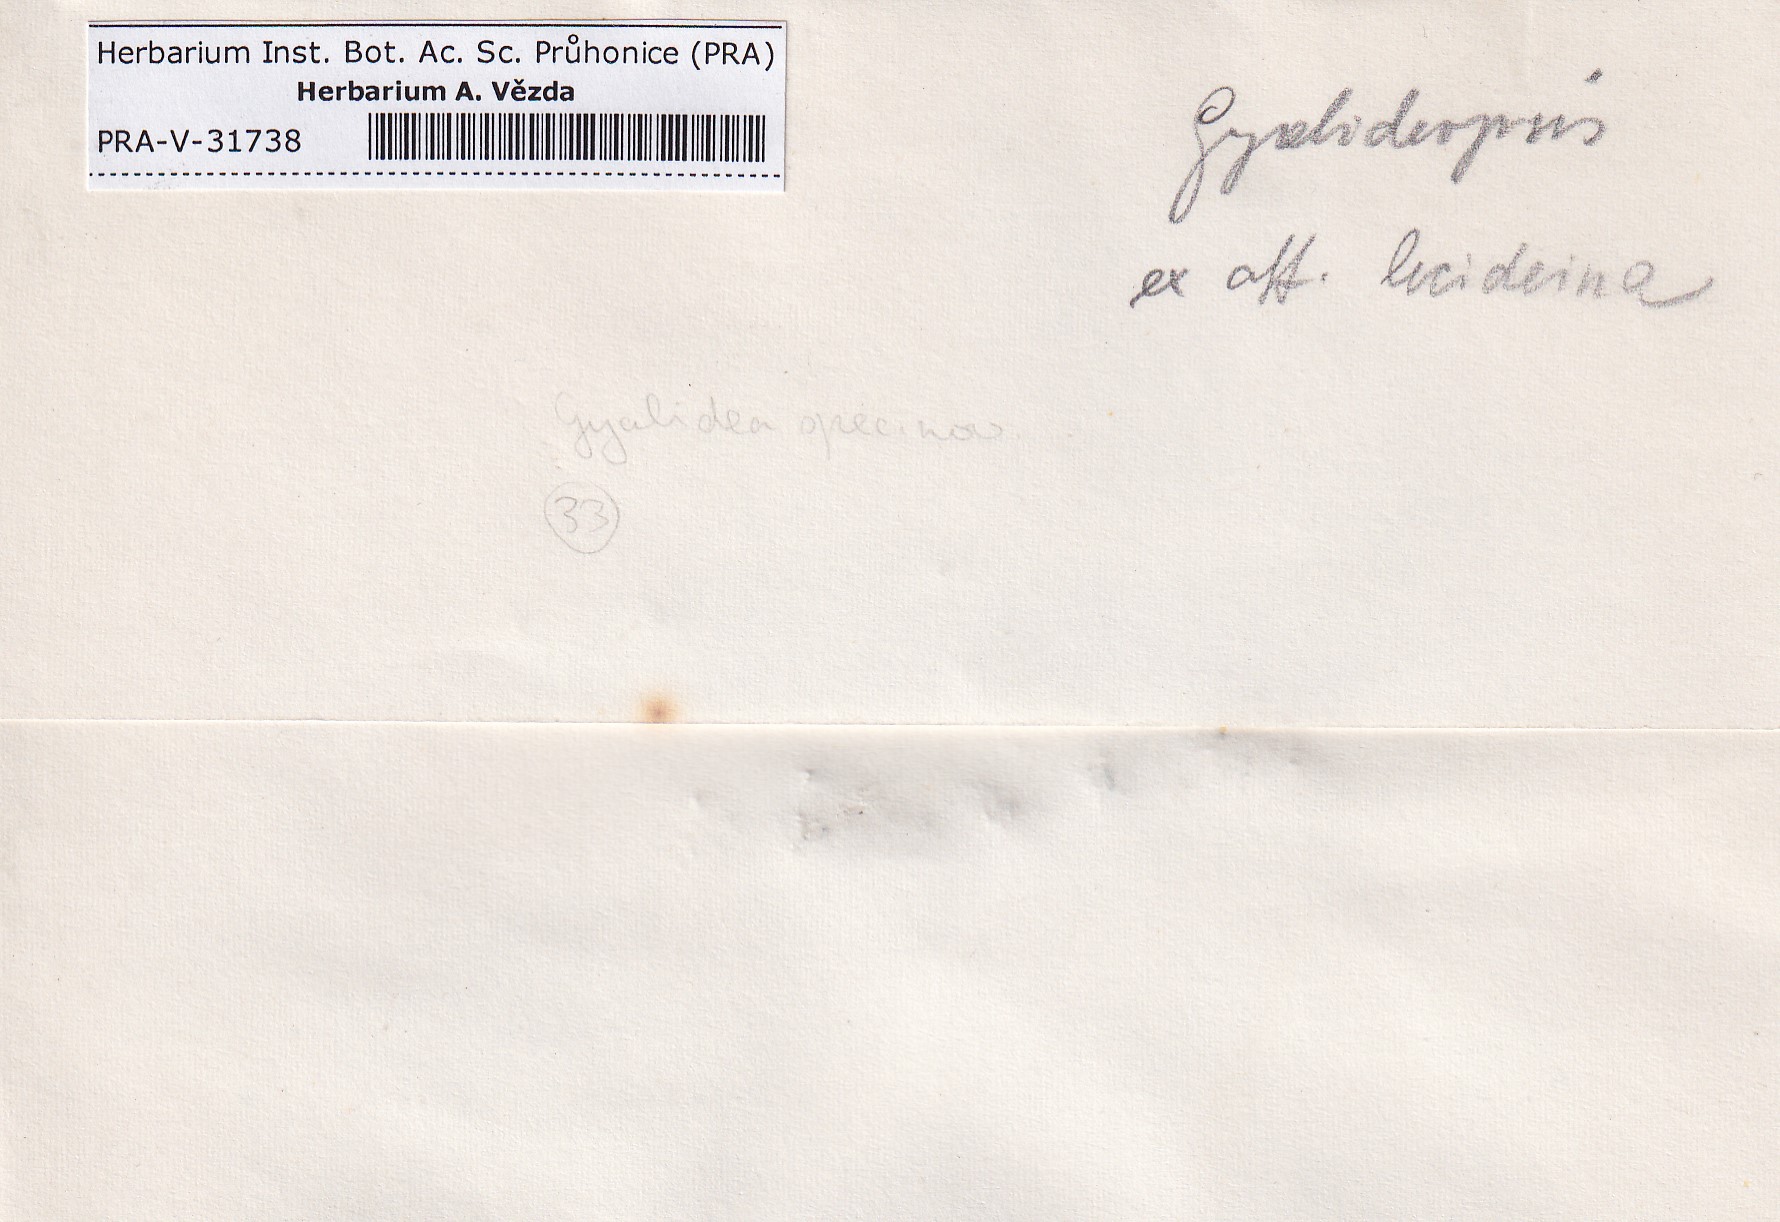 Herbarium Inst. Bot. Ac. Sc. Průhonice (PRA)
Herbarium A. Vězda
PRA-V-31738
Gyalideopsis
ex aff. lecideina
Gyalidea spec. nov.
33